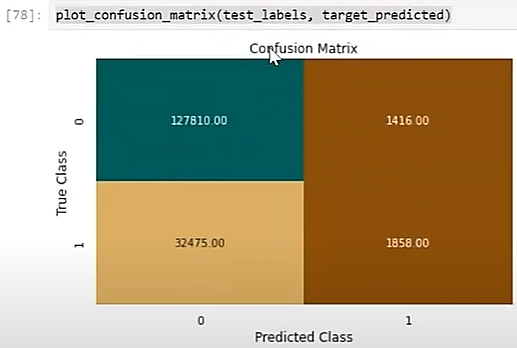 [78]: plot_confusion_matrix(test_labels, target_predicted)
Confusion Matrix
True Class
0
127810.00 1416.00
1
32475.00 1858.00
0 1
Predicted Class